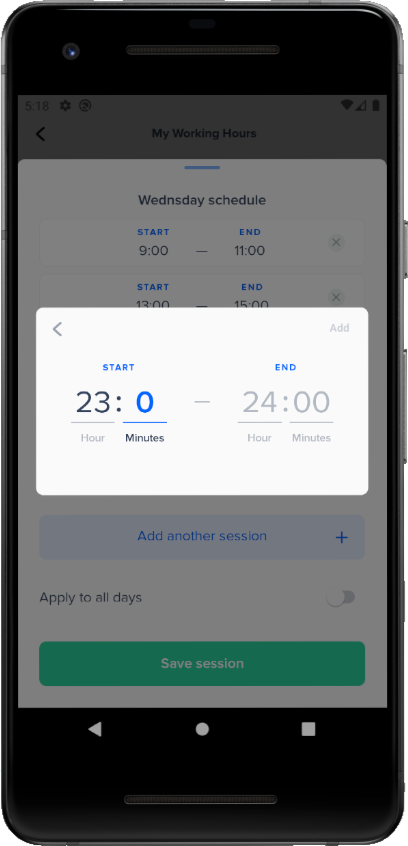 5:18
My Working Hours
Wednsday schedule
START END
9:00 — 11:00
START END
13:00 — 15:00
Add
START END
23: 0 — 24:00
Hour Minutes Hour Minutes
Add another session +
Apply to all days
Save session